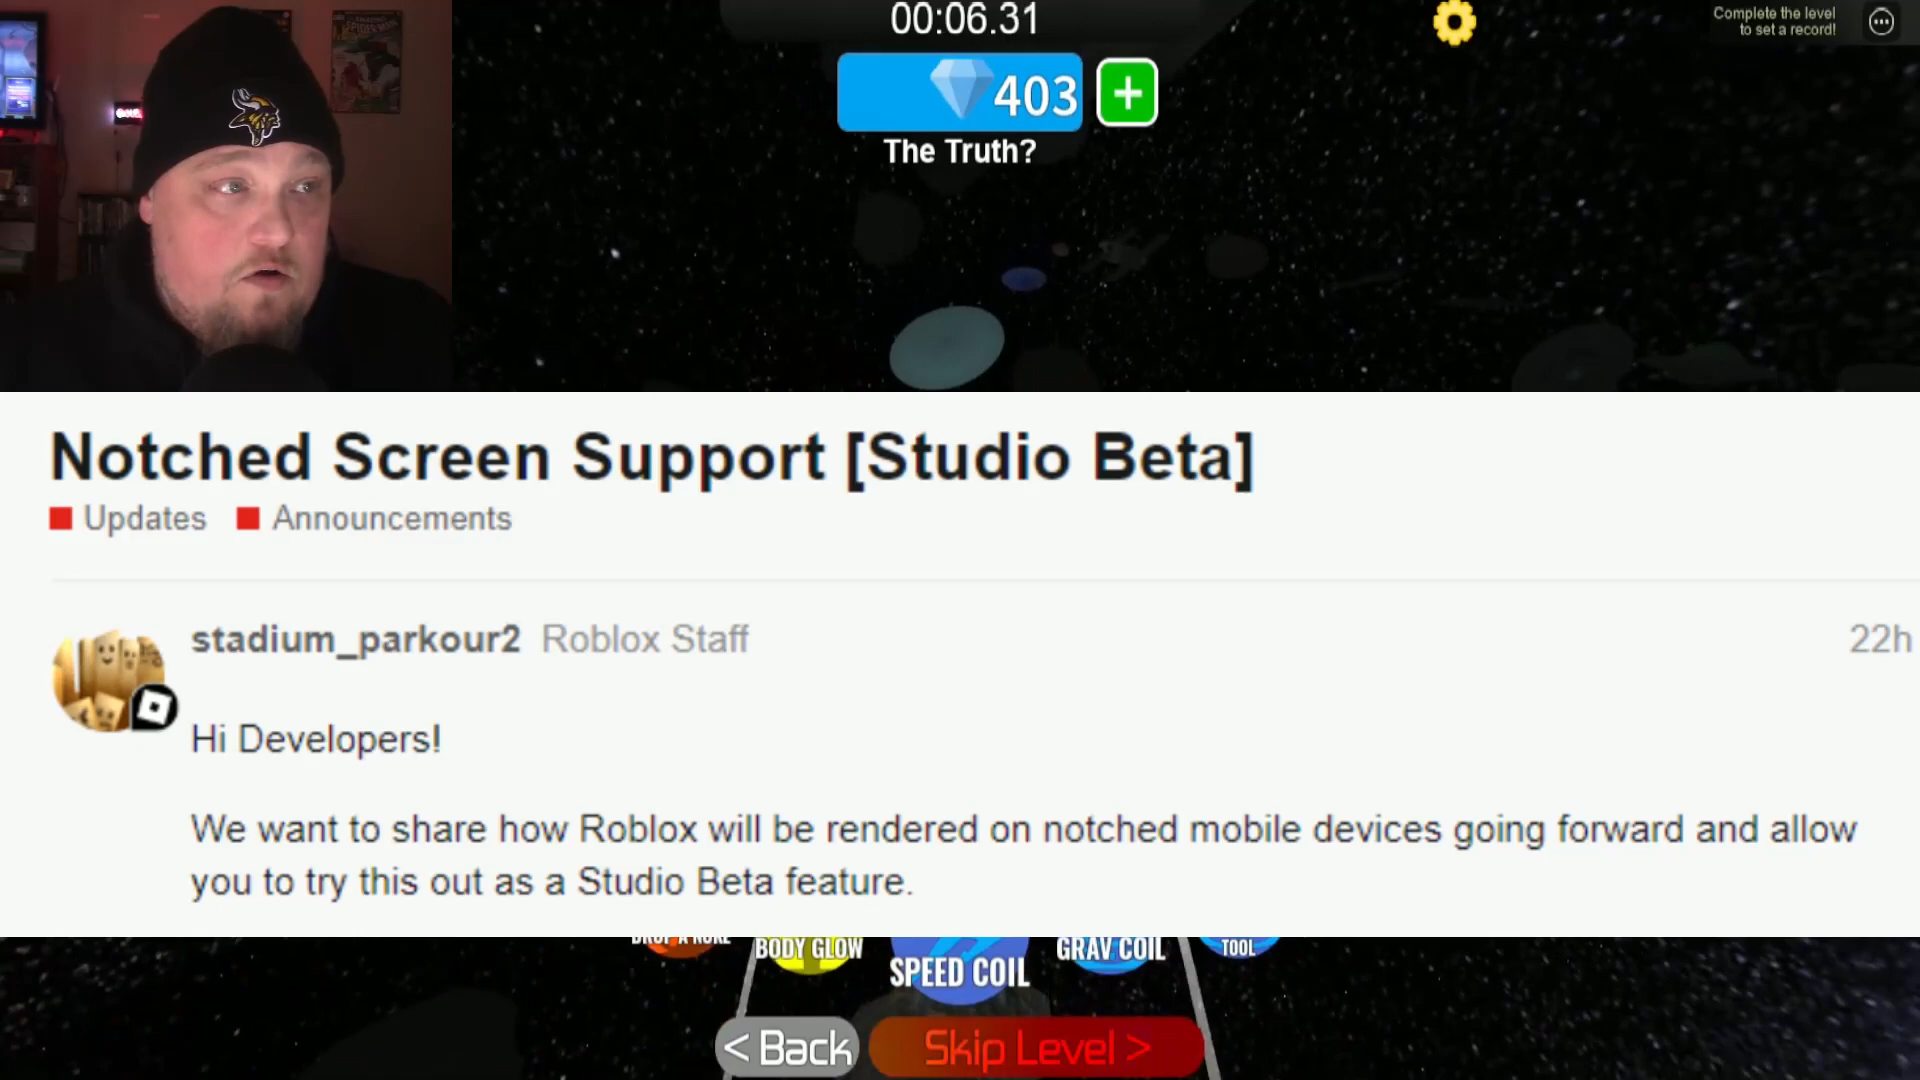 00:06.31
Complete the level
to set a record!
403
The Truth?
Notched Screen Support [Studio Beta]
Updates Announcements
stadium_parkour2 Roblox Staff 22h
Hi Developers!
We want to share how Roblox will be rendered on notched mobile devices going forward and allow
you to try this out as a Studio Beta feature.
BODY GLOW
SPEED COIL
GRAV COIL
TOOL
< Back
Skip Level >